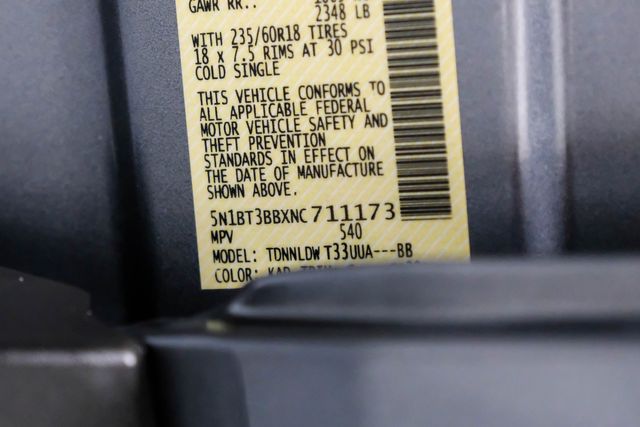 GAWR RR..
2348 LB
WITH 235/60R18 TIRES
18 x 7.5 RIMS AT 30 PSI
COLD SINGLE
THIS VEHICLE CONFORMS TO
ALL APPLICABLE FEDERAL
MOTOR VEHICLE SAFETY AND
THEFT PREVENTION
STANDARDS IN EFFECT ON
THE DATE OF MANUFACTURE
SHOWN ABOVE.
5N1BT3BBXNC711173
MPV 540
MODEL: TDNNLDWT33UUA---BB
COLOR: KAD